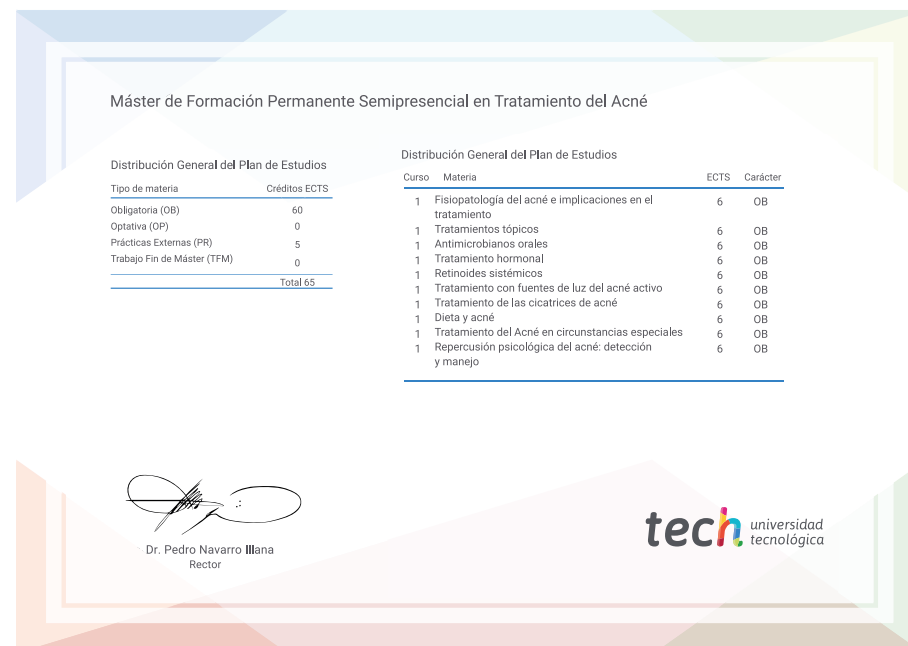 Máster de Formación Permanente Semipresencial en Tratamiento del Acné
Distribución General del Plan de Estudios
Tipo de materia Créditos ECTS
Obligatoria (OB) 60
Optativa (OP) 0
Prácticas Externas (PR) 5
Trabajo Fin de Máster (TFM) 0
Total 65
Distribución General del Plan de Estudios
Curso Materia ECTS Carácter
1 Fisiopatología del acné e implicaciones en el 6 OB
tratamiento
1 Tratamientos tópicos 6 OB
1 Antimicrobianos orales 6 OB
1 Tratamiento hormonal 6 OB
1 Retinoides sistémicos 6 OB
1 Tratamiento con fuentes de luz del acné activo 6 OB
1 Tratamiento de las cicatrices de acné 6 OB
1 Dieta y acné 6 OB
1 Tratamiento del Acné en circunstancias especiales 6 OB
1 Repercusión psicológica del acné: detección 6 OB
y manejo
Dr. Pedro Navarro Illana
Rector
tech universidad
tecnológica